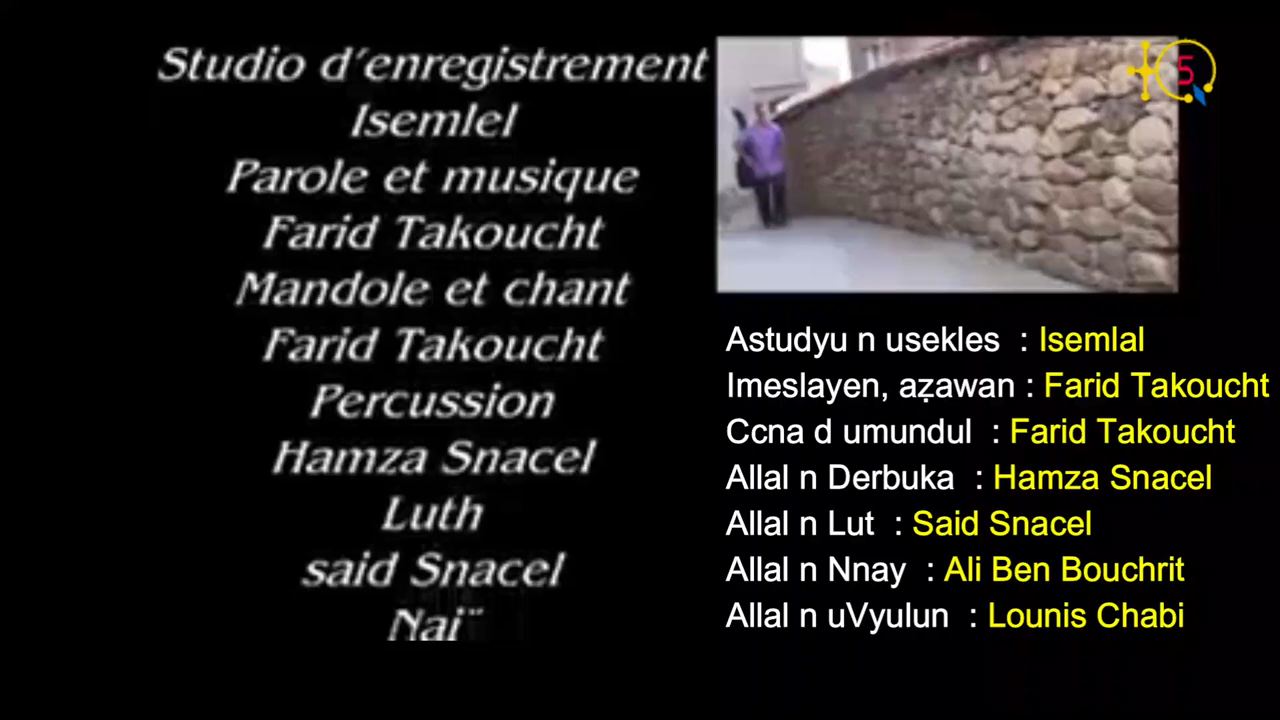 Studio d'enregistrement
Isemlel
Parole et musique
Farid Takoucht
Mandole et chant
Farid Takoucht
Percussion
Hamza Snacel
Luth
said Snacel
Naï
5
Astudyu n usekles : Isemlal
Imeslayen, aẓawan : Farid Takoucht
Ccna d umundul : Farid Takoucht
Allal n Derbuka : Hamza Snacel
Allal n Lut : Said Snacel
Allal n Nnay : Ali Ben Bouchrit
Allal n uVyulun : Lounis Chabi